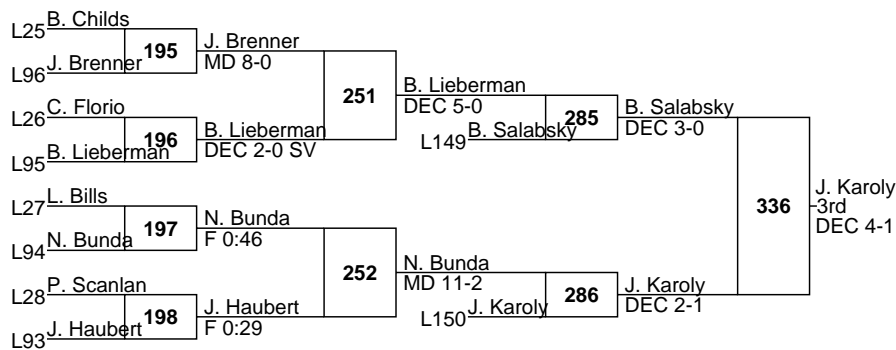 L25 B. Childs
195
L96 J. Brenner
J. Brenner
MD 8-0
251
L26 C. Florio
196
L95 B. Lieberman
B. Lieberman
DEC 2-0 SV
B. Lieberman
DEC 5-0
L149 B. Salabsky
285
B. Salabsky
DEC 3-0
L27 L. Bills
197
L94 N. Bunda
N. Bunda
F 0:46
252
L28 P. Scanlan
198
L93 J. Haubert
J. Haubert
F 0:29
N. Bunda
MD 11-2
L150 J. Karoly
286
J. Karoly
DEC 2-1
336
J. Karoly
3rd
DEC 4-1